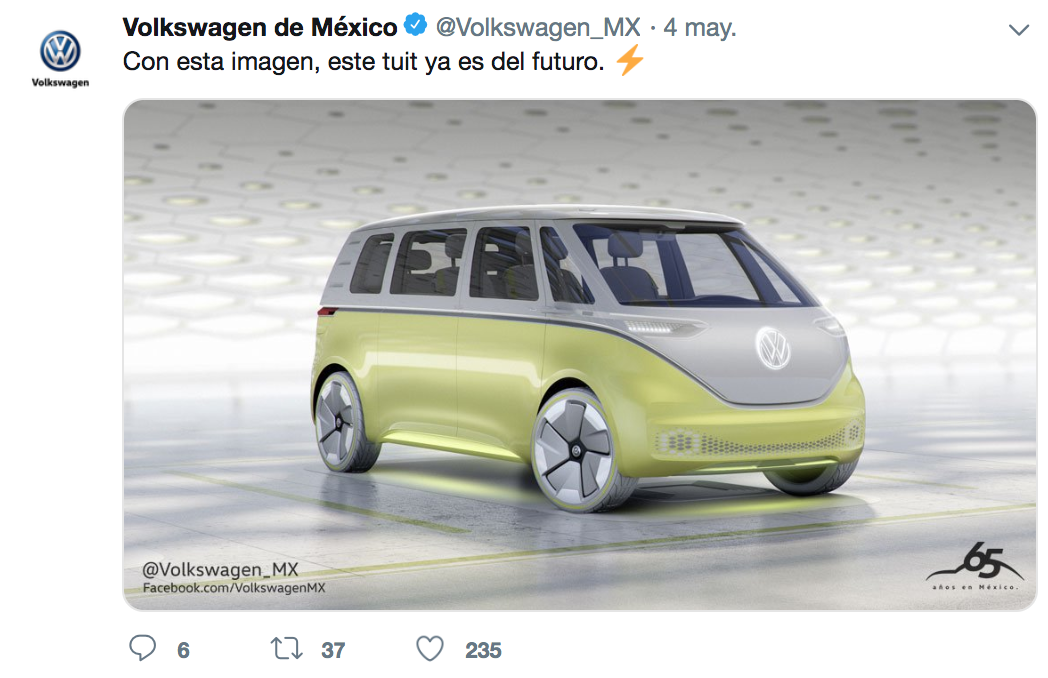 Volkswagen de México @Volkswagen_MX · 4 may.
Volkswagen
Con esta imagen, este tuit ya es del futuro. ⚡
@Volkswagen_MX
Facebook.com/VolkswagenMX
65
años en México.
6 37 235